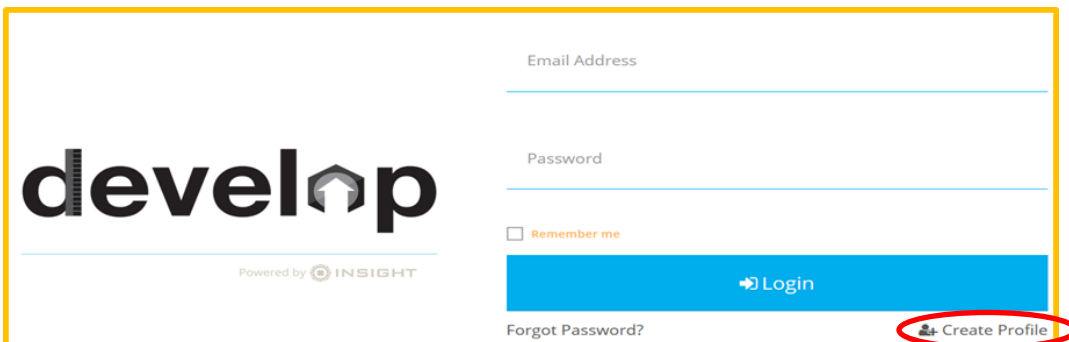 develop
Powered by INSIGHT
Email Address
Password
Remember me
Login
Forgot Password?
Create Profile